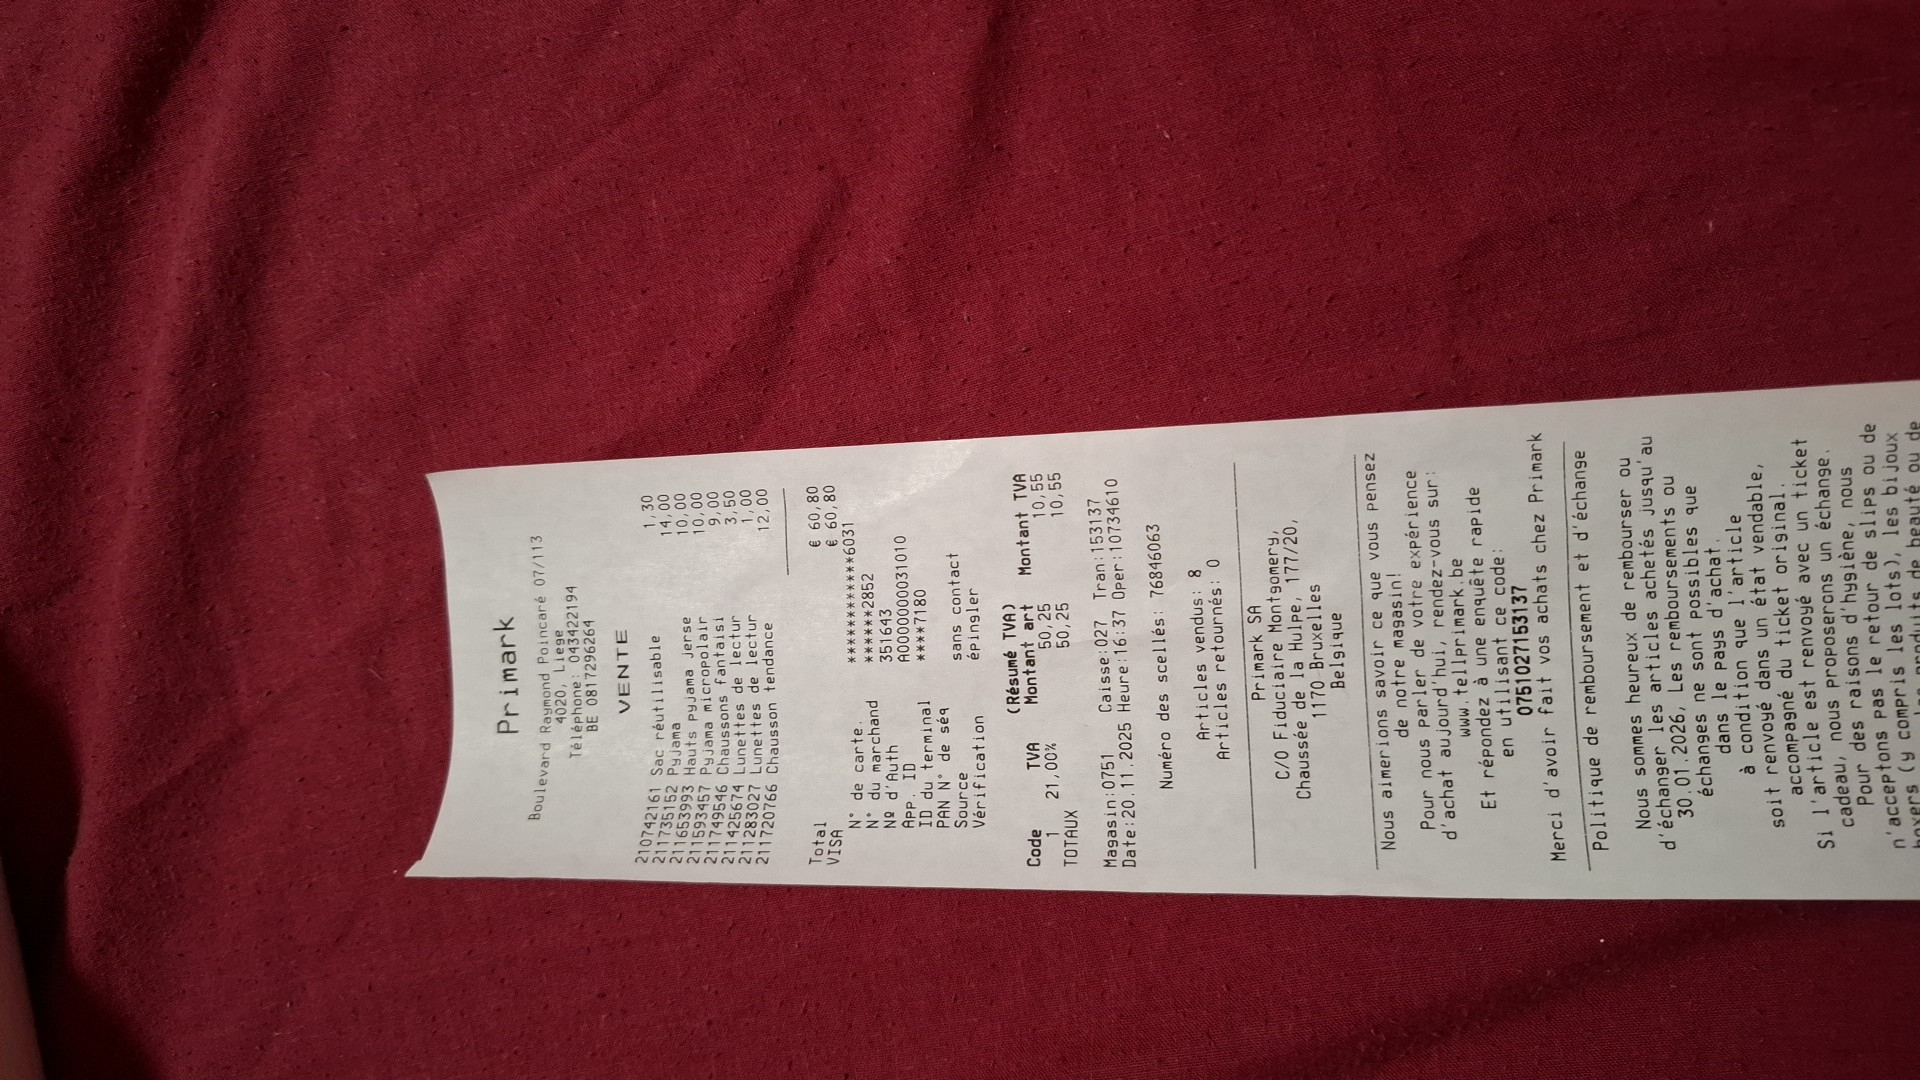 Primark
Boulevard Raymond Poincaré 07/113
4020, Liege
Téléphone: 043422194
BE 0817296264
VENTE
210742161 Sac réutilisable 1,30
211735152 Pyjama 14,00
211653993 Hauts pyjama jerse 10,00
211593457 Pyjama micropolair 10,00
211749546 Chaussons fantaisi 9,00
211425674 Lunettes de lectur 3,50
211283027 Lunettes de lectur 1,00
211720766 Chausson tendance 12,00
Total € 60,80
VISA € 60,80
N° de carte. ************6031
N° du marchand ******2852
Nº d'Auth 351643
App. ID A0000000031010
ID du terminal ****7180
PAN N° de séq
Source sans contact
Vérification épingler
(Résumé TVA)
Code TVA Montant art Montant TVA
1 21,00% 50,25 10,55
TOTAUX 50,25 10,55
Magasin:0751 Caisse:027 Tran:153137
Date:20.11.2025 Heure:16:37 Oper:10734610
Numéro des scellés: 76846063
Articles vendus: 8
Articles retournés: 0
Primark SA
C/O Fiduciaire Montgomery,
Chaussée de la Hulpe, 177/20,
1170 Bruxelles
Belgique
Nous aimerions savoir ce que vous pensez
de notre magasin!
Pour nous parler de votre expérience
d'achat aujourd'hui, rendez-vous sur:
www.tellprimark.be
Et répondez à une enquête rapide
en utilisant ce code:
0751027153137
Merci d'avoir fait vos achats chez Primark
Politique de remboursement et d'échange
Nous sommes heureux de rembourser ou
d'échanger les articles achetés jusqu'au
30.01.2026, Les remboursements ou
échanges ne sont possibles que
dans le pays d'achat.
à condition que l'article
soit renvoyé dans un état vendable,
accompagné du ticket original.
Si l'article est renvoyé avec un ticket
cadeau, nous proposerons un échange.
Pour des raisons d'hygiène, nous
n'acceptons pas le retour de slips ou de
boxers (y compris les lots), les bijoux
produits de beauté ou de